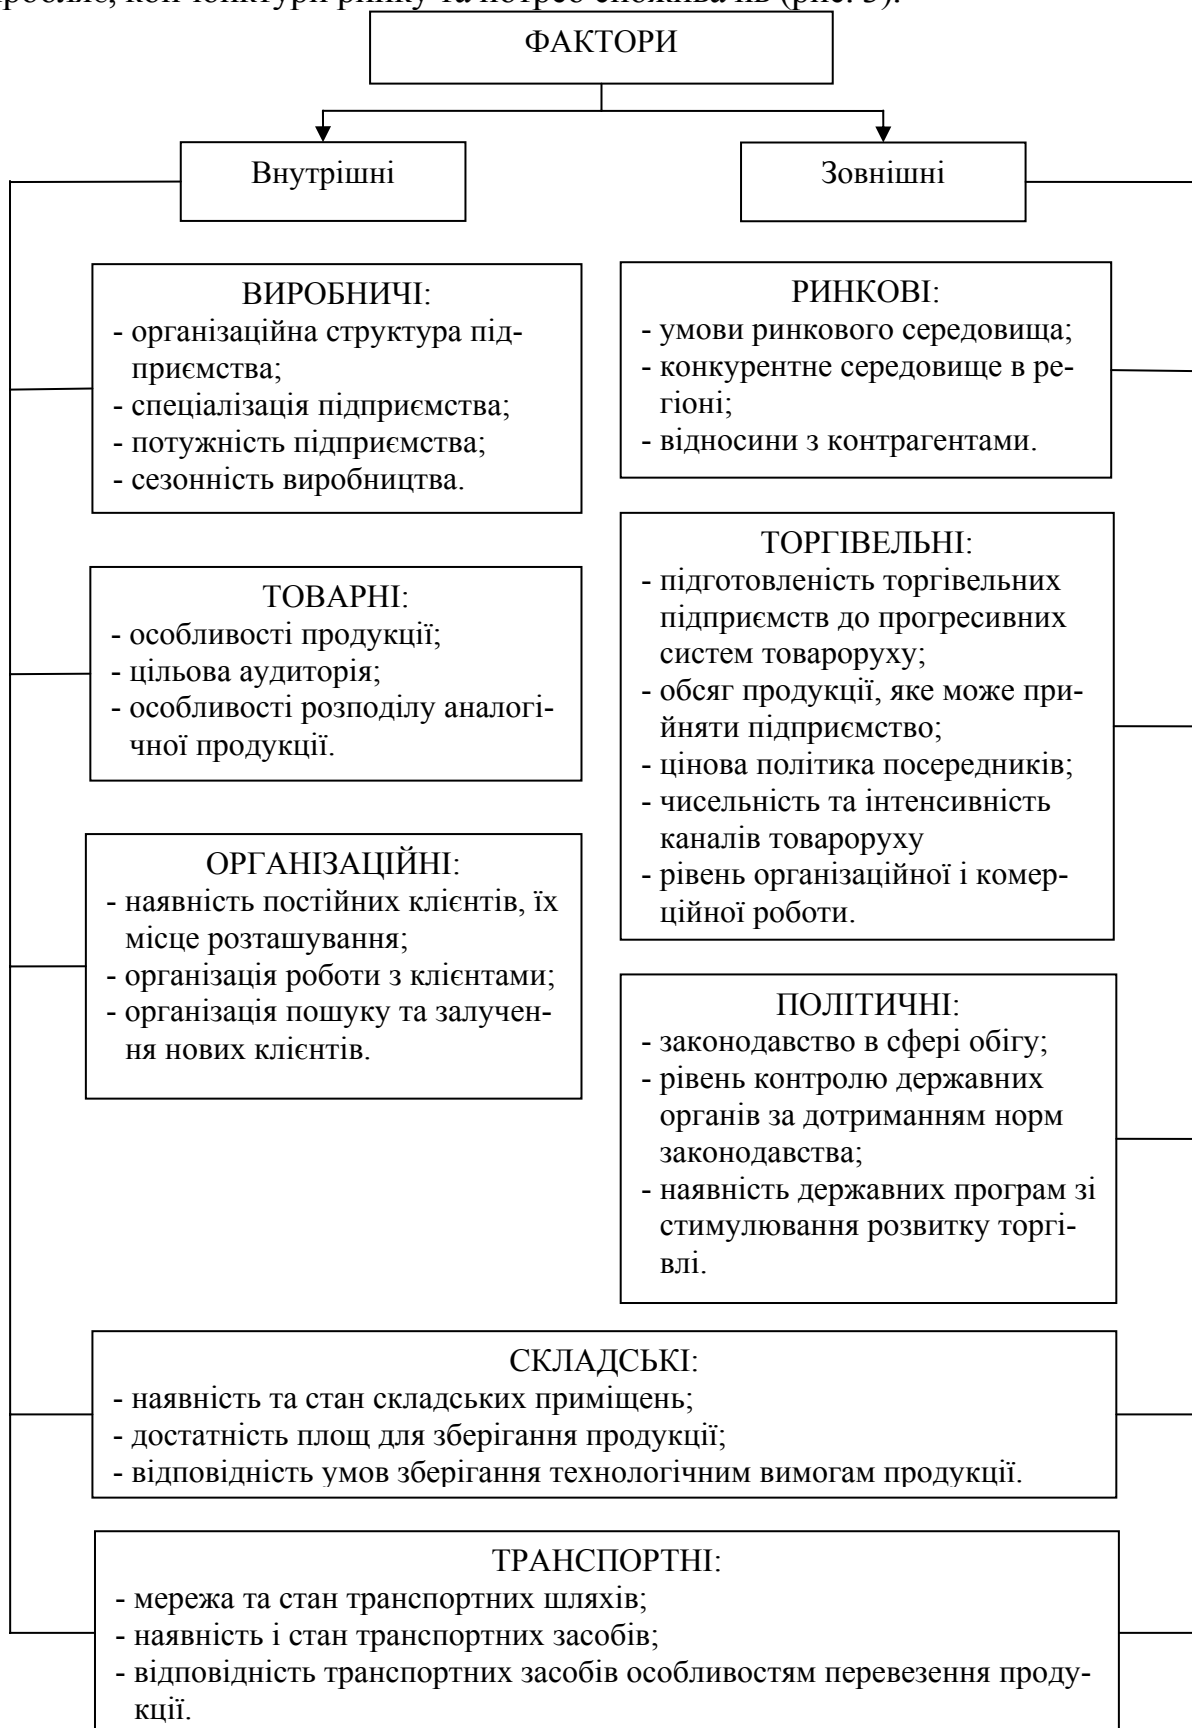 ФАКТОРИ
Внутрішні
Зовнішні
ВИРОБНИЧІ:
- організаційна структура під-
приємства;
- спеціалізація підприємства;
- потужність підприємства;
- сезонність виробництва.
ТОВАРНІ:
- особливості продукції;
- цільова аудиторія;
- особливості розподілу аналогі-
чної продукції.
ОРГАНІЗАЦІЙНІ:
- наявність постійних клієнтів, їх
місце розташування;
- організація роботи з клієнтами;
- організація пошуку та залучен-
ня нових клієнтів.
РИНКОВІ:
- умови ринкового середовища;
- конкурентне середовище в ре-
гіоні;
- відносини з контрагентами.
ТОРГІВЕЛЬНІ:
- підготовленість торгівельних
підприємств до прогресивних
систем товароруху;
- обсяг продукції, яке може при-
йняти підприємство;
- цінова політика посередників;
- чисельність та інтенсивність
каналів товароруху
- рівень організаційної і комер-
ційної роботи.
ПОЛІТИЧНІ:
- законодавство в сфері обігу;
- рівень контролю державних
органів за дотриманням норм
законодавства;
- наявність державних програм зі
стимулювання розвитку торгі-
влі.
СКЛАДСЬКІ:
- наявність та стан складських приміщень;
- достатність площ для зберігання продукції;
- відповідність умов зберігання технологічним вимогам продукції.
ТРАНСПОРТНІ:
- мережа та стан транспортних шляхів;
- наявність і стан транспортних засобів;
- відповідність транспортних засобів особливостям перевезення проду-
кції.